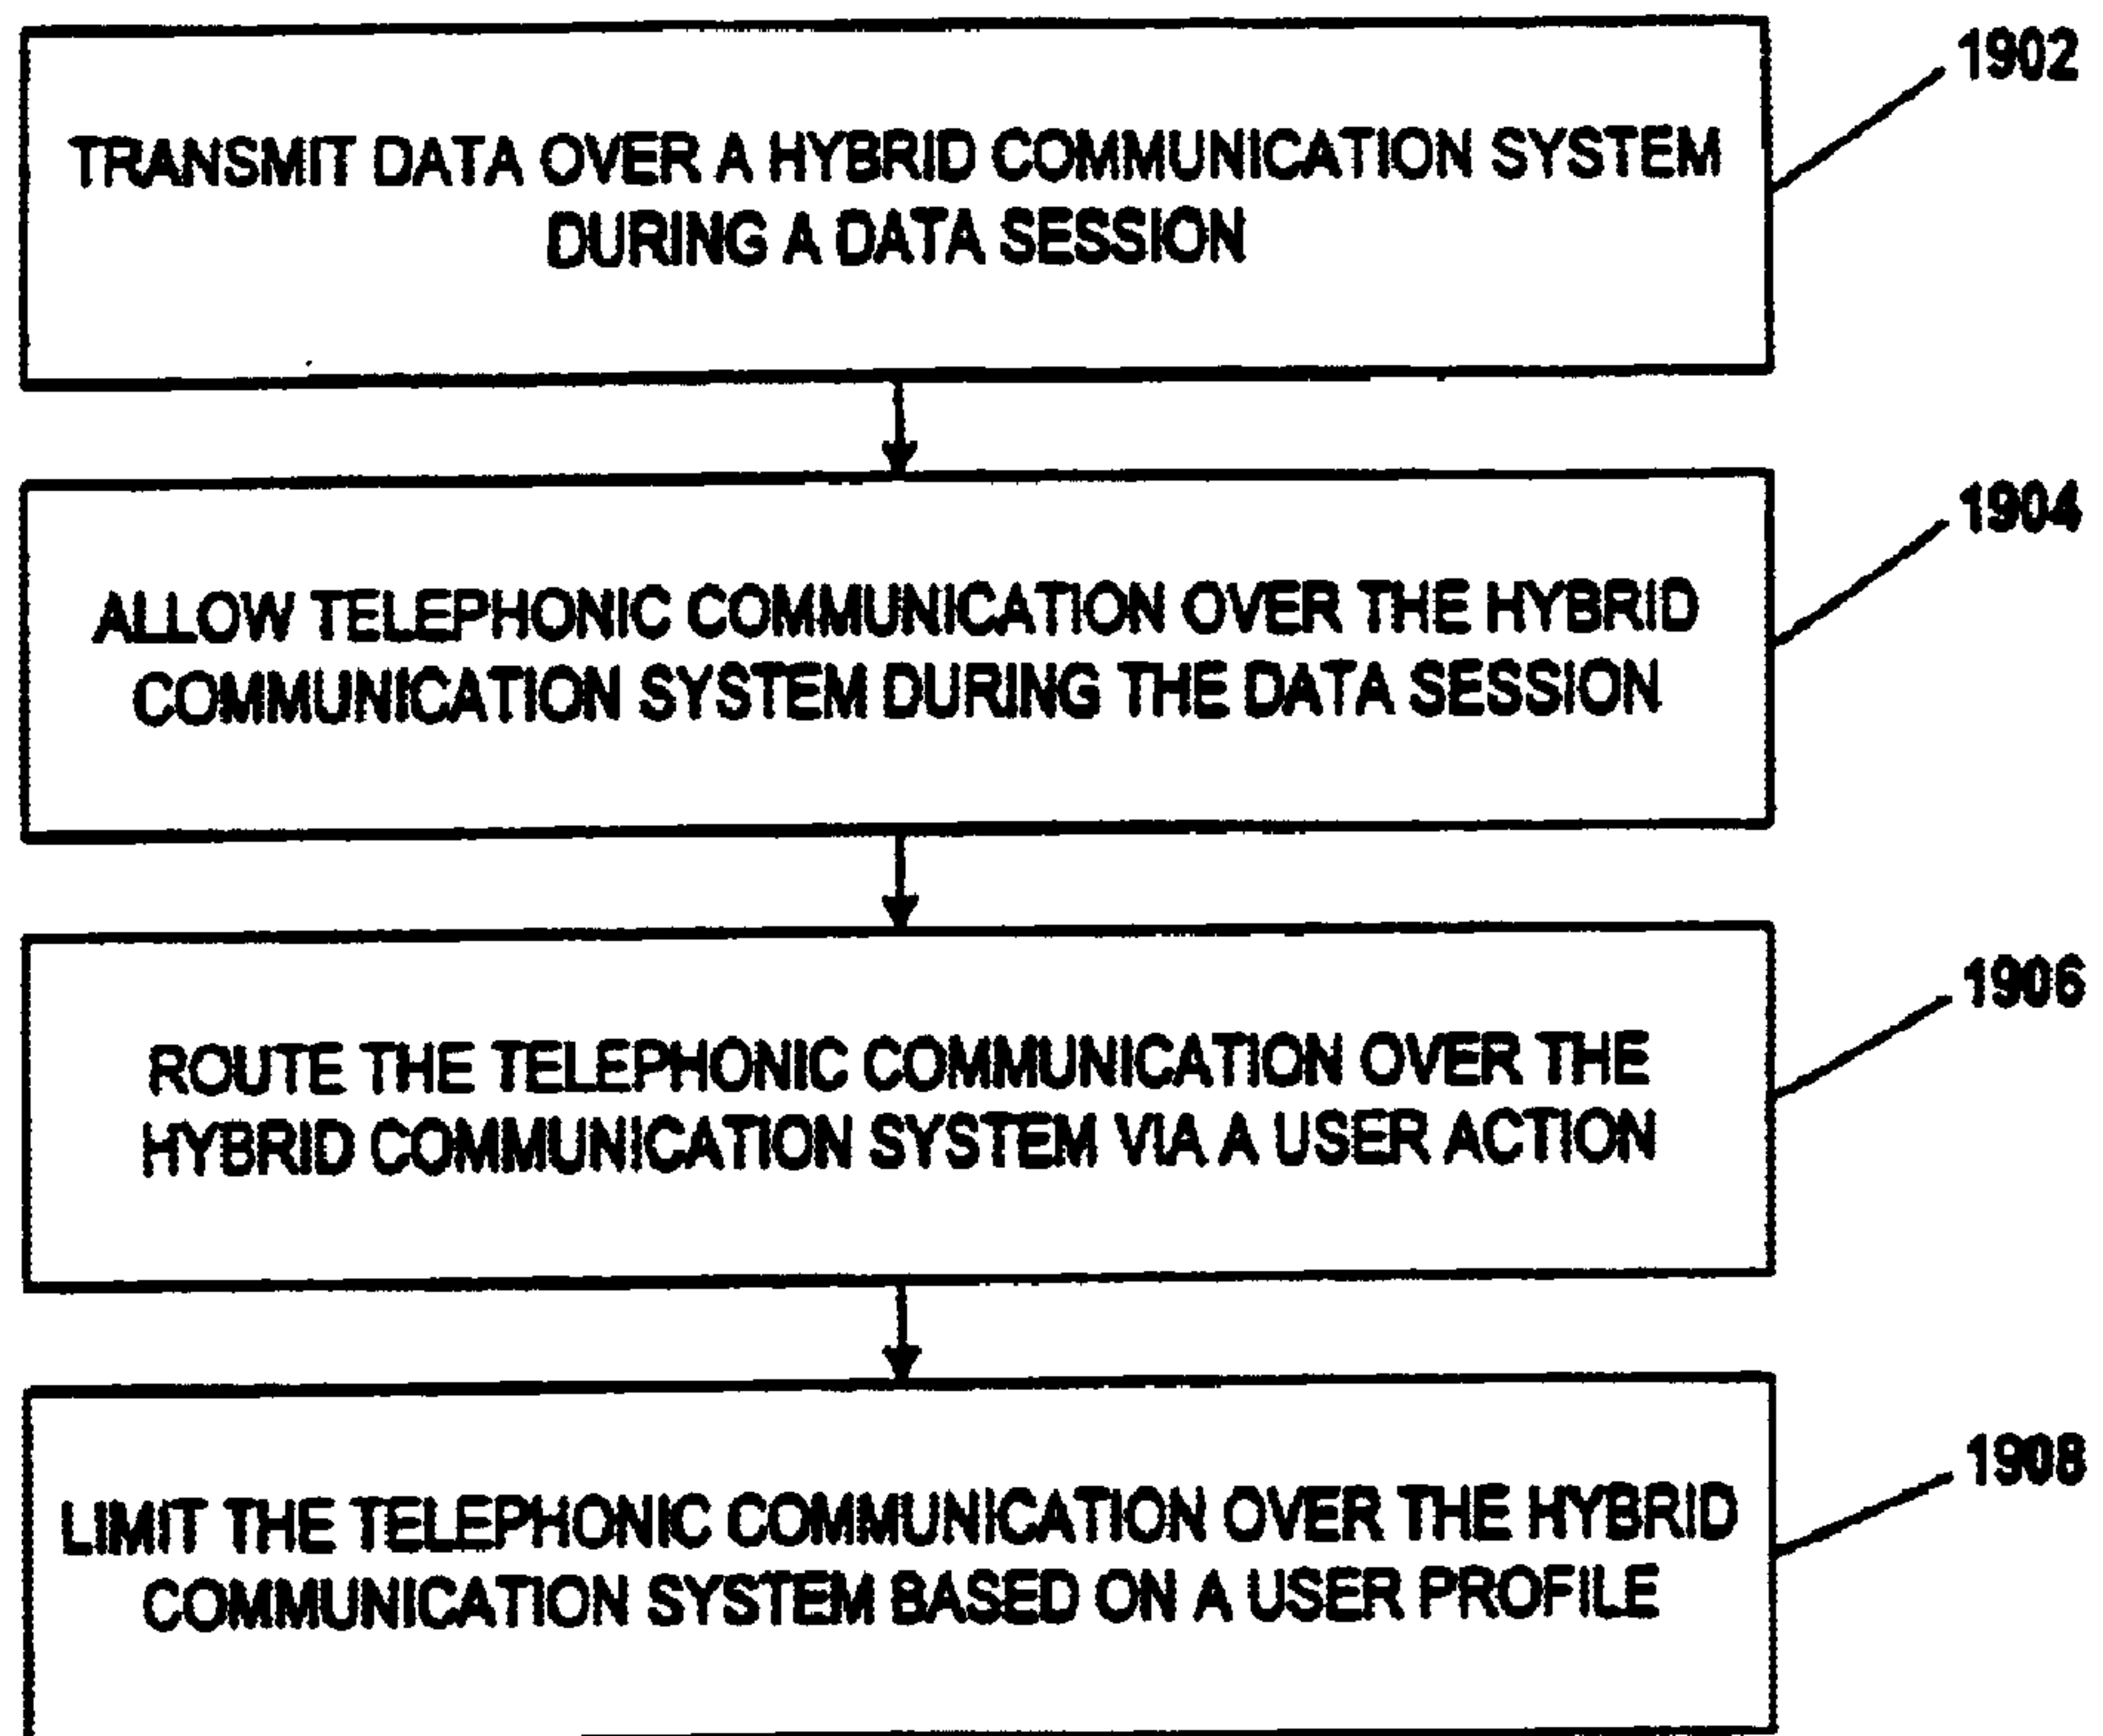 1902
TRANSMIT DATA OVER A HYBRID COMMUNICATION SYSTEM
DURING A DATA SESSION
1904
ALLOW TELEPHONIC COMMUNICATION OVER THE HYBRID
COMMUNICATION SYSTEM DURING THE DATA SESSION
1906
ROUTE THE TELEPHONIC COMMUNICATION OVER THE
HYBRID COMMUNICATION SYSTEM VIA A USER ACTION
1908
LIMIT THE TELEPHONIC COMMUNICATION OVER THE HYBRID
COMMUNICATION SYSTEM BASED ON A USER PROFILE